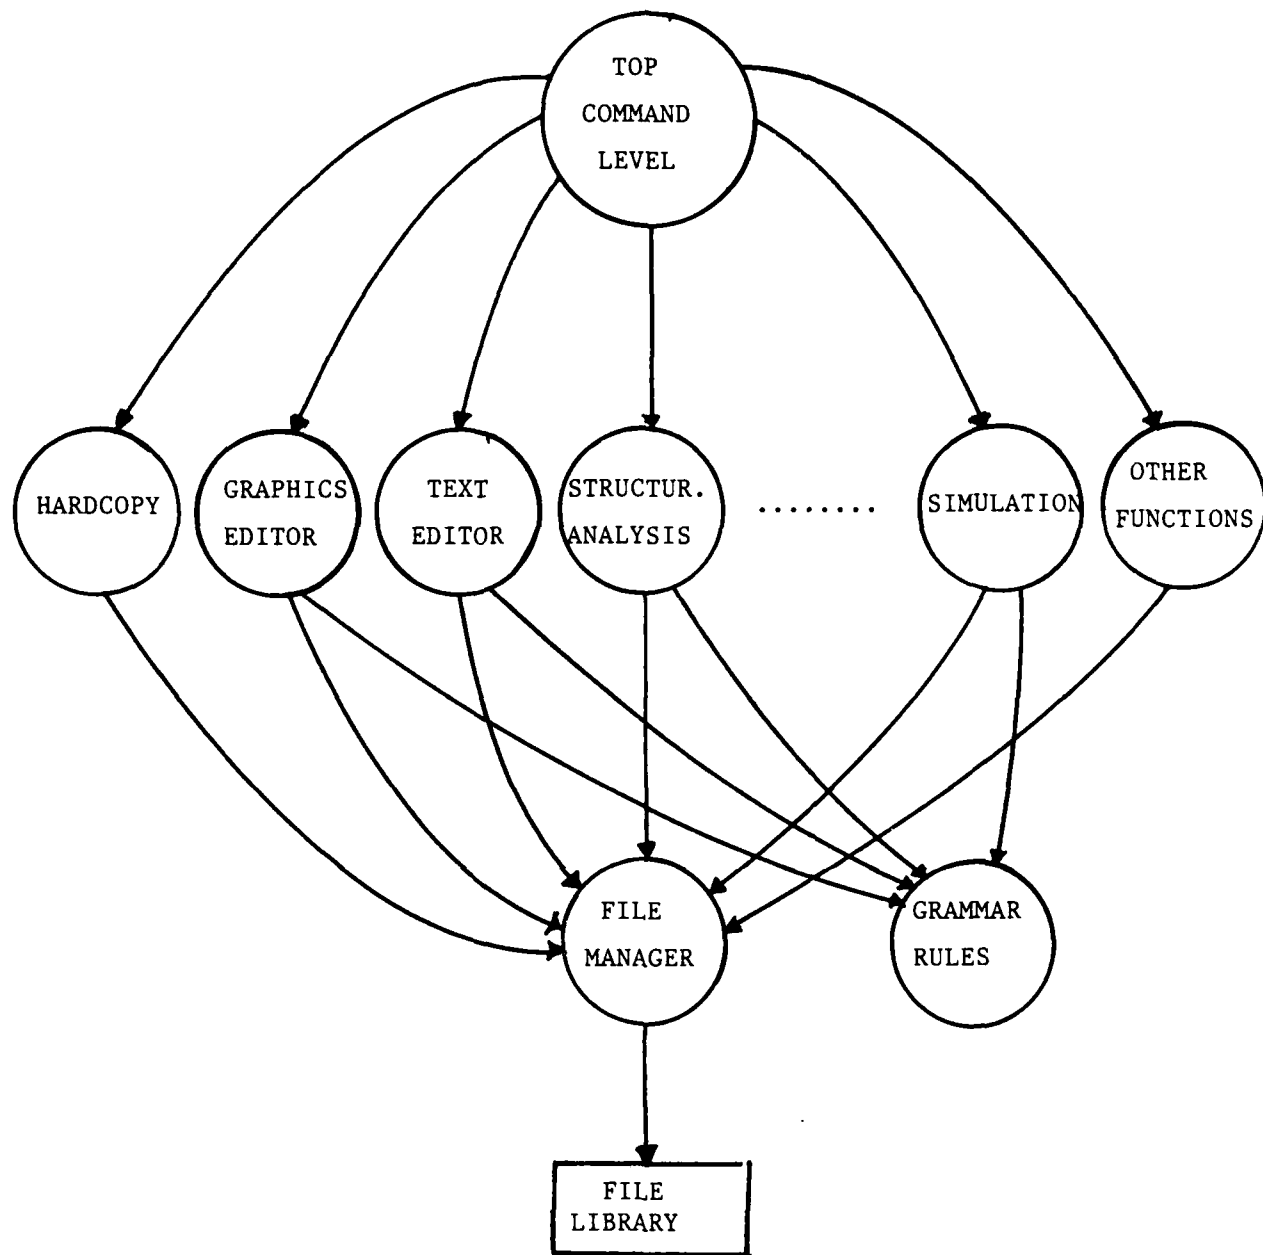 TOP
COMMAND
LEVEL
HARDCOPY
GRAPHICS
EDITOR
TEXT
EDITOR
STRUCTUR.
ANALYSIS
........
SIMULATION
OTHER
FUNCTIONS
FILE
MANAGER
GRAMMAR
RULES
FILE
LIBRARY